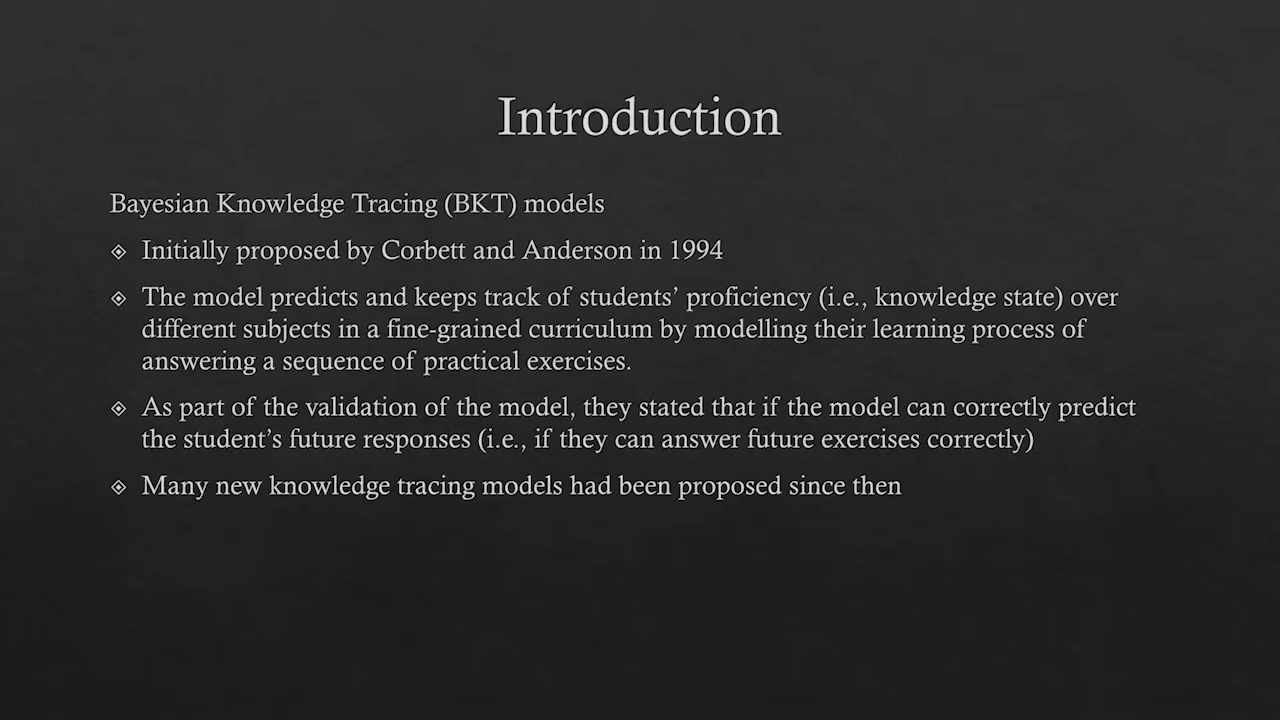 Introduction
Bayesian Knowledge Tracing (BKT) models
Initially proposed by Corbett and Anderson in 1994
The model predicts and keeps track of students’ proficiency (i.e., knowledge state) over
different subjects in a fine-grained curriculum by modelling their learning process of
answering a sequence of practical exercises.
As part of the validation of the model, they stated that if the model can correctly predict
the student’s future responses (i.e., if they can answer future exercises correctly)
Many new knowledge tracing models had been proposed since then